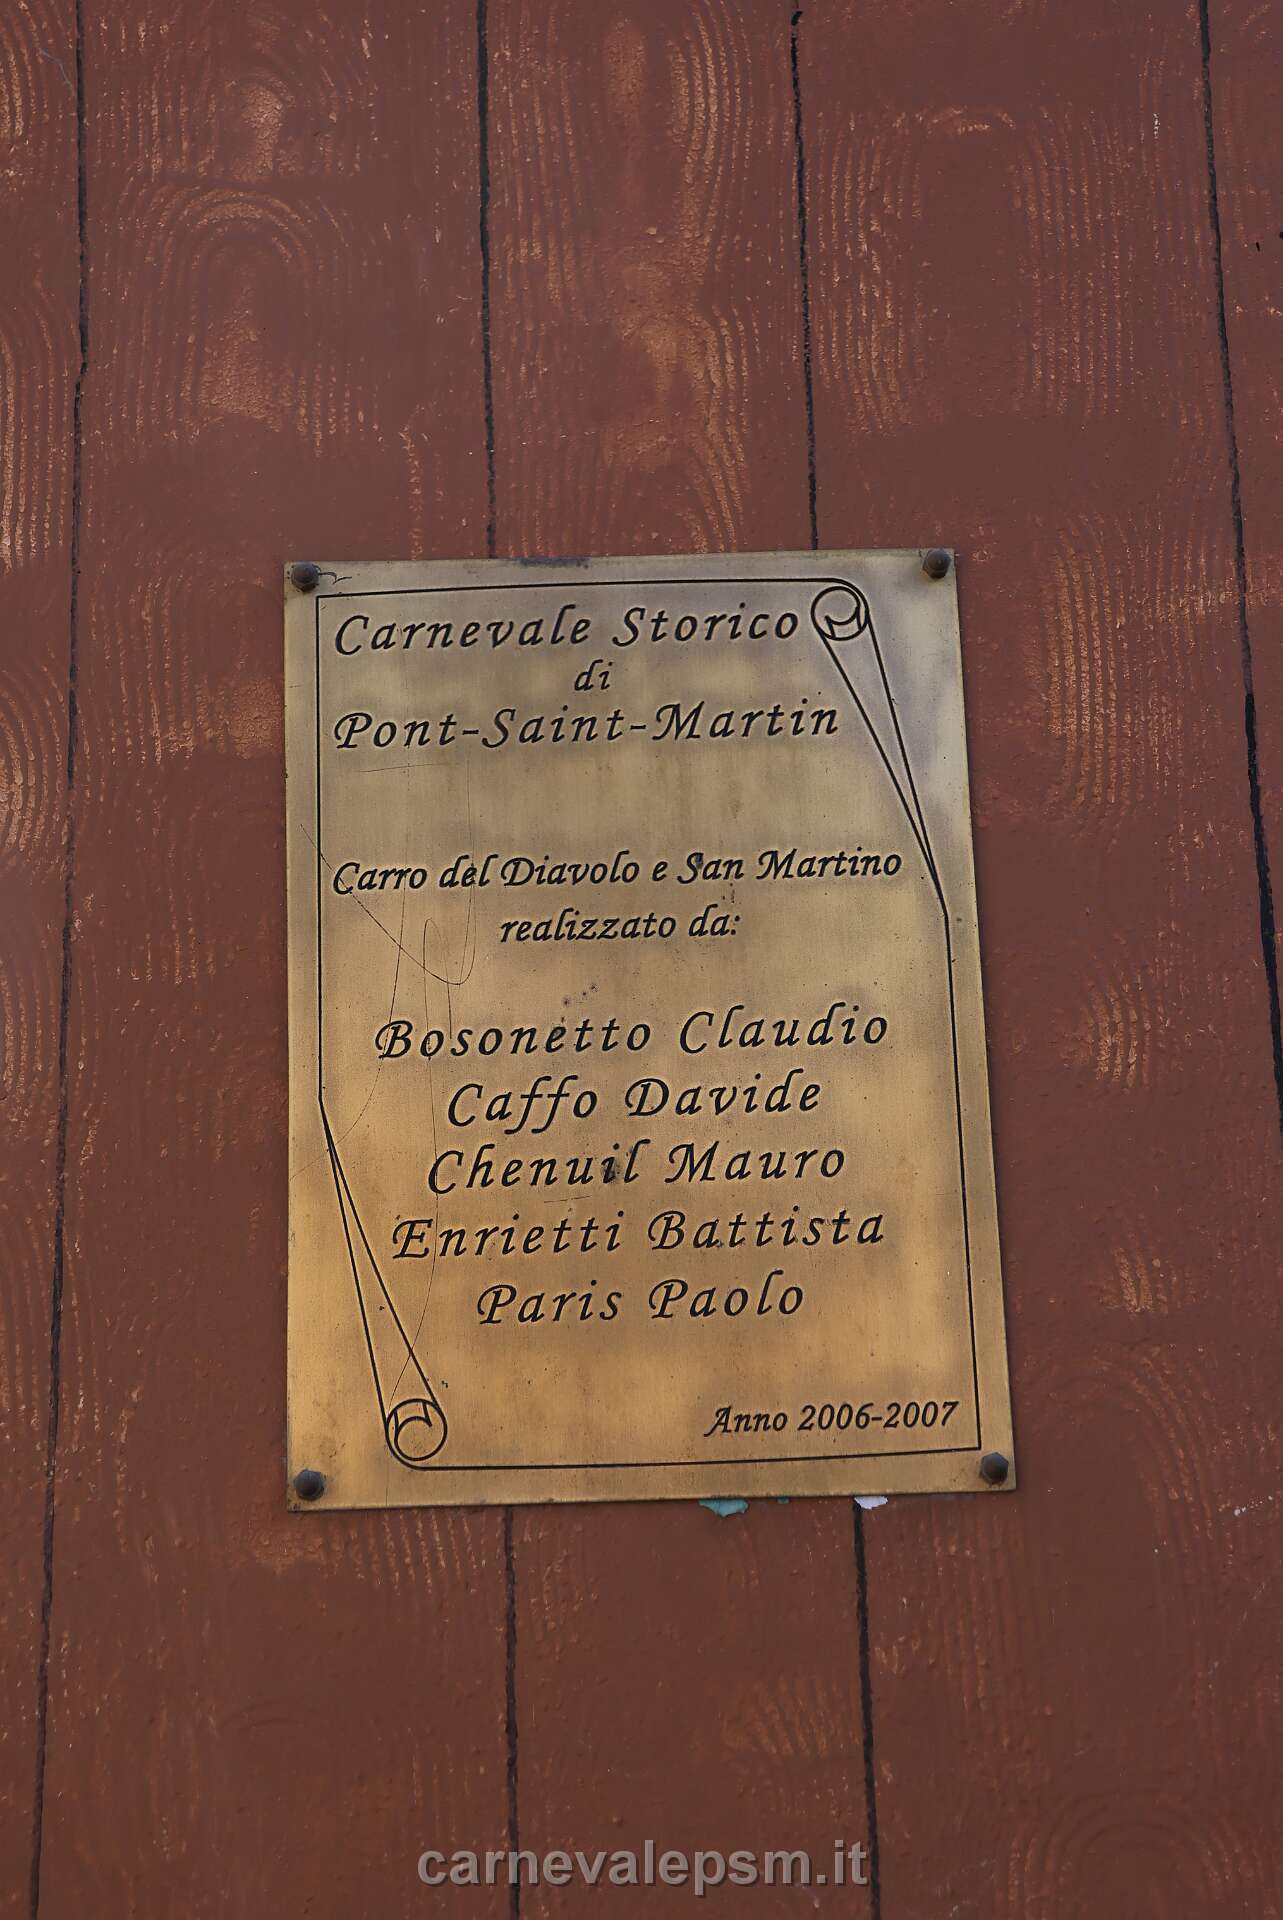 Carnevale Storico
di
Pont-Saint-Martin
Carro del Diavolo e San Martino
realizzato da:
Bosonetto Claudio
Caffo Davide
Chenuil Mauro
Enrietti Battista
Paris Paolo
Anno 2006-2007
carnevalepsm.it